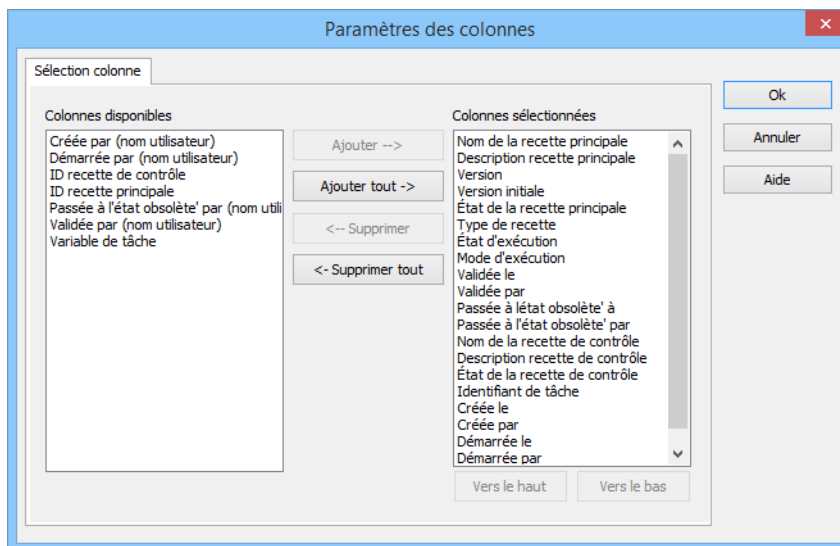 Paramètres des colonnes
Sélection colonne
Colonnes disponibles
Créée par (nom utilisateur)
Démarrée par (nom utilisateur)
ID recette de contrôle
ID recette principale
Passée à l'état obsolète' par (nom utili
Validée par (nom utilisateur)
Variable de tâche
Ajouter -->
Ajouter tout ->
<-- Supprimer
<- Supprimer tout
Colonnes sélectionnées
Nom de la recette principale
Description recette principale
Version
Version initiale
État de la recette principale
Type de recette
État d'exécution
Mode d'exécution
Validée le
Validée par
Passée à létat obsolète' à
Passée à l'état obsolète' par
Nom de la recette de contrôle
Description recette de contrôle
État de la recette de contrôle
Identifiant de tâche
Créée le
Créée par
Démarrée le
Démarrée par
Vers le haut
Vers le bas
Ok
Annuler
Aide